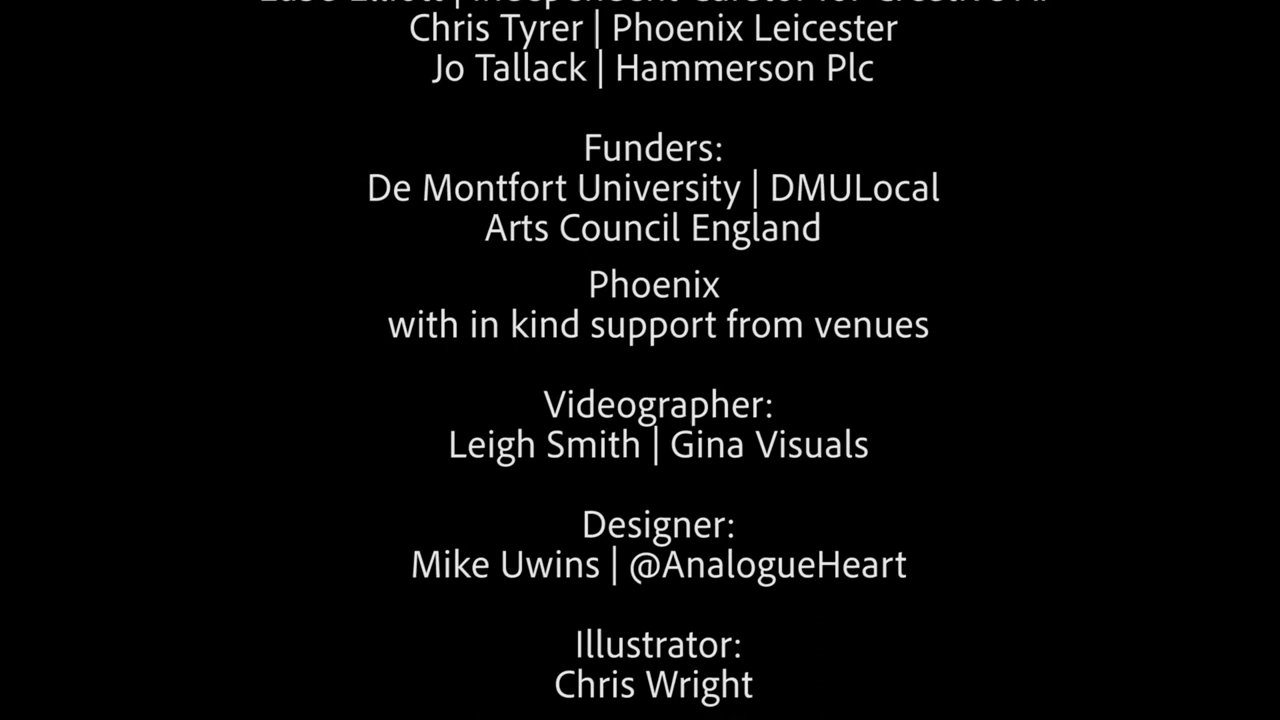 Chris Tyrer | Phoenix Leicester
Jo Tallack | Hammerson Plc
Funders:
De Montfort University | DMULocal
Arts Council England
Phoenix
with in kind support from venues
Videographer:
Leigh Smith | Gina Visuals
Designer:
Mike Uwins | @AnalogueHeart
Illustrator:
Chris Wright